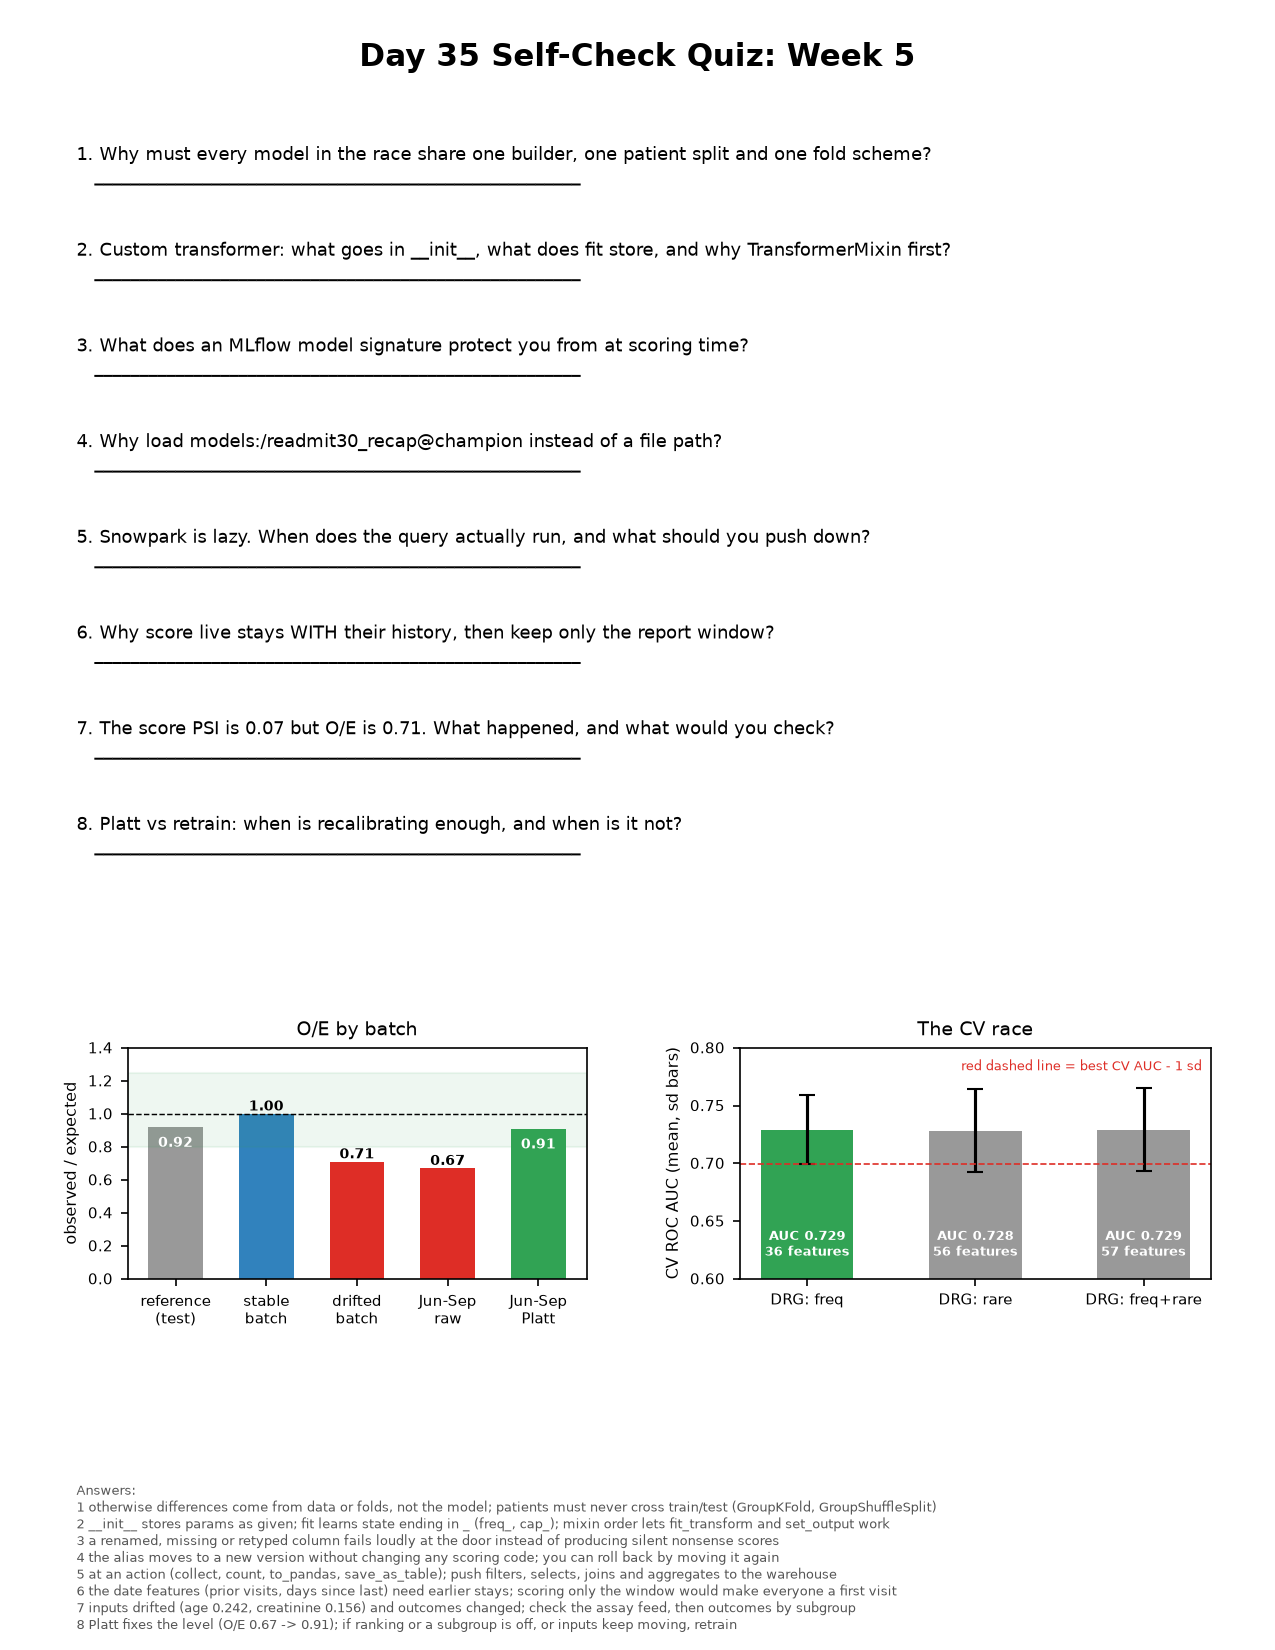 Day 35 Self-Check Quiz: Week 5
1. Why must every model in the race share one builder, one patient split and one fold scheme?
2. Custom transformer: what goes in __init__, what does fit store, and why TransformerMixin first?
3. What does an MLflow model signature protect you from at scoring time?
4. Why load models:/readmit30_recap@champion instead of a file path?
5. Snowpark is lazy. When does the query actually run, and what should you push down?
6. Why score live stays WITH their history, then keep only the report window?
7. The score PSI is 0.07 but O/E is 0.71. What happened, and what would you check?
8. Platt vs retrain: when is recalibrating enough, and when is it not?
O/E by batch
observed / expected
1.4
1.2
1.0
0.8
0.6
0.4
0.2
0.0
0.92
1.00
0.71
0.67
0.91
reference
(test)
stable
batch
drifted
batch
Jun-Sep
raw
Jun-Sep
Platt
The CV race
CV ROC AUC (mean, sd bars)
0.80
0.75
0.70
0.65
0.60
red dashed line = best CV AUC - 1 sd
AUC 0.729
36 features
AUC 0.728
56 features
AUC 0.729
57 features
DRG: freq
DRG: rare
DRG: freq+rare
Answers:
1 otherwise differences come from data or folds, not the model; patients must never cross train/test (GroupKFold, GroupShuffleSplit)
2 __init__ stores params as given; fit learns state ending in _ (freq_, cap_); mixin order lets fit_transform and set_output work
3 a renamed, missing or retyped column fails loudly at the door instead of producing silent nonsense scores
4 the alias moves to a new version without changing any scoring code; you can roll back by moving it again
5 at an action (collect, count, to_pandas, save_as_table); push filters, selects, joins and aggregates to the warehouse
6 the date features (prior visits, days since last) need earlier stays; scoring only the window would make everyone a first visit
7 inputs drifted (age 0.242, creatinine 0.156) and outcomes changed; check the assay feed, then outcomes by subgroup
8 Platt fixes the level (O/E 0.67 -> 0.91); if ranking or a subgroup is off, or inputs keep moving, retrain